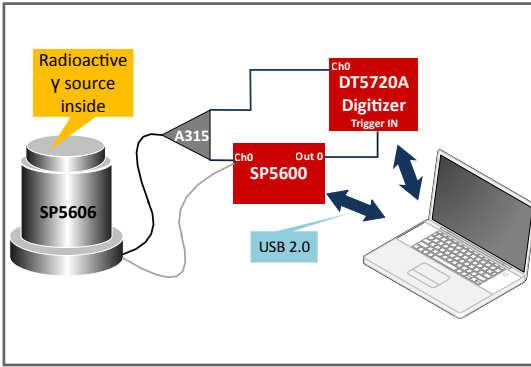 Radioactive
γ source
inside
SP5606
A315
Ch0
DT5720A
Digitizer
Trigger IN
Ch0
Out 0
SP5600
USB 2.0